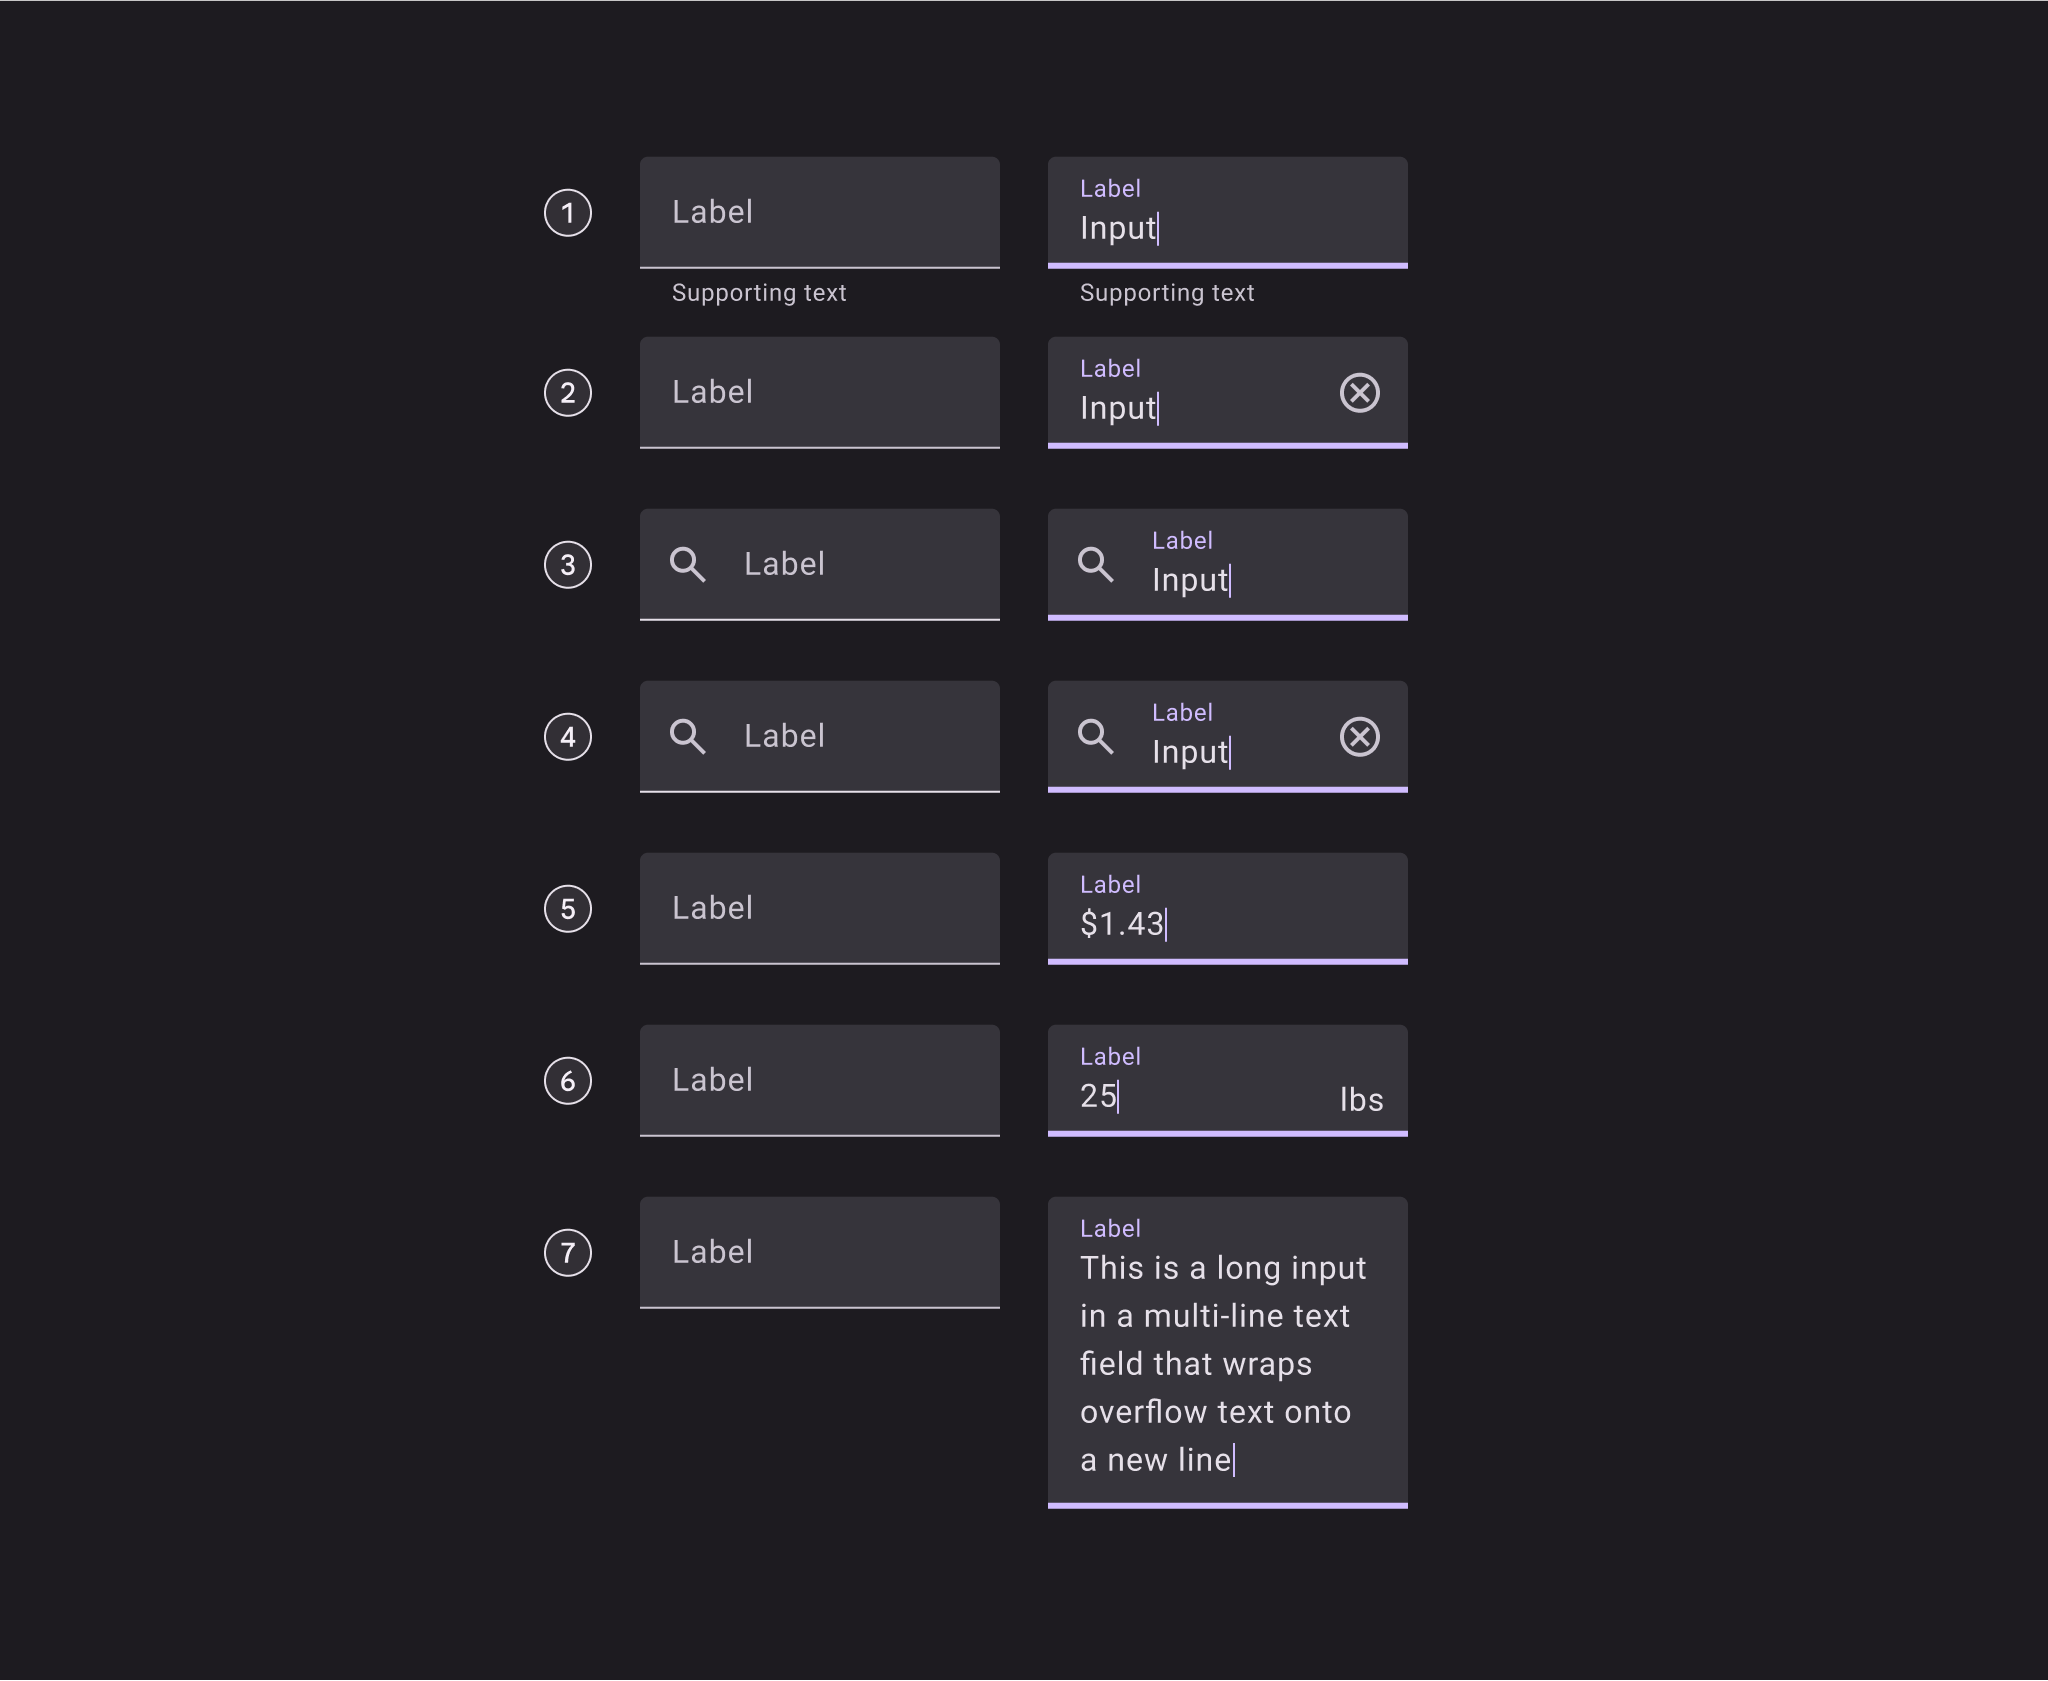 1
Label
Label
Input
Supporting text
Supporting text
2
Label
Label
Input
3
Label
Label
Input
4
Label
Label
Input
5
Label
Label
$1.43
6
Label
Label
25
lbs
7
Label
Label
This is a long input
in a multi-line text
field that wraps
overflow text onto
a new line